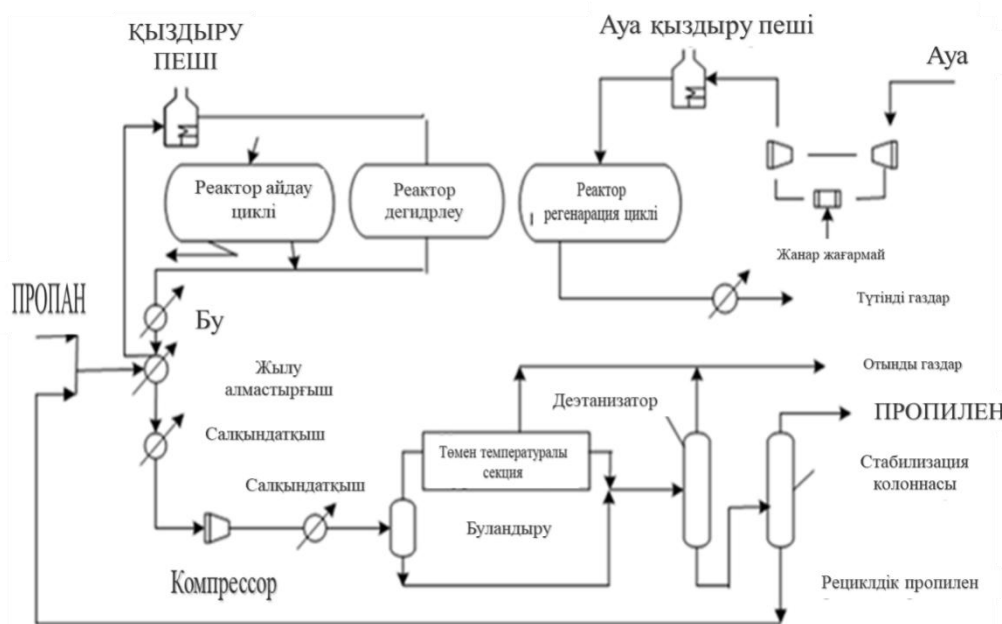 ҚЫЗДЫРУ
ПЕШІ
Ауа қыздыру пеші
Ауа
Реактор айдау
циклі
Реактор
дегидрлеу
Реактор
регенарация циклі
Жанар жағармай
ПРОПАН
Бу
Түтінді газдар
Жылу
алмастырғыш
Отынды газдар
Деэтанизатор
ПРОПИЛЕН
Салқындатқыш
Төмен температуралы
секция
Стабилизация
колоннасы
Салқындатқыш
Буландыру
Компрессор
Рециклдік пропилен